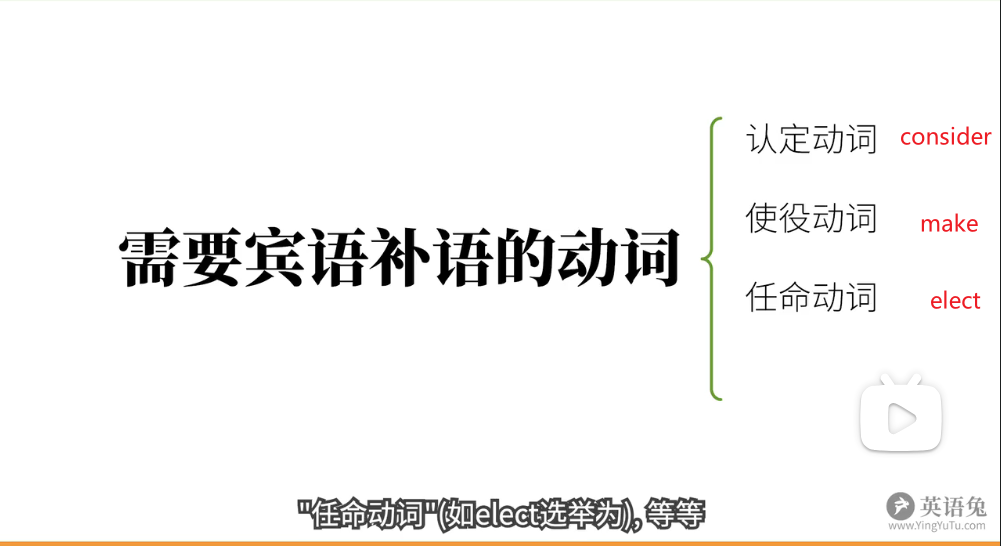 认定动词 consider
使役动词 make
需要宾语补语的动词
任命动词 elect
"任命动词"(如elect选举为), 等等
英语兔
www.YingYuTu.com